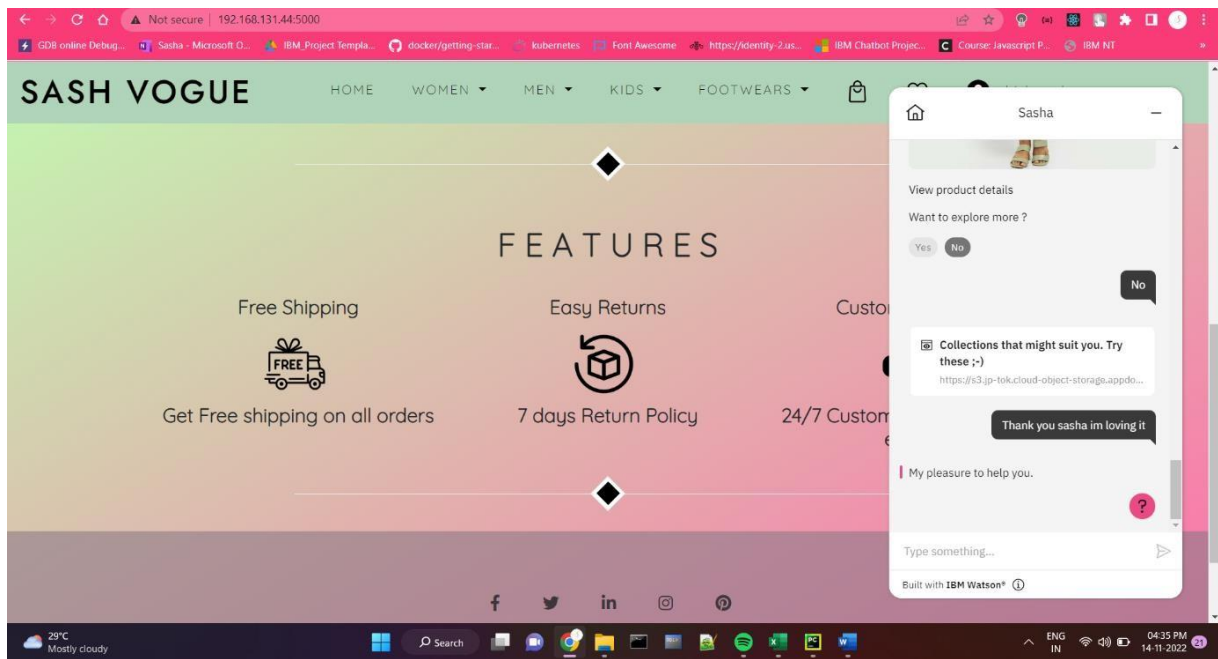 Not secure | 192.168.131.44:5000
GDB online Debug... Sasha - Microsoft O... IBM_Project Templa... docker/getting-star... kubernetes Font Awesome https://identity-2.us... IBM Chatbot Projec... Course: Javascript P... IBM NT »
SASH VOGUE HOME WOMEN MEN KIDS FOOTWEARS
FEATURES
Free Shipping Easy Returns Custo
FREE
Get Free shipping on all orders 7 days Return Policy 24/7 Custom
Sasha
View product details
Want to explore more ?
Yes No
No
Collections that might suit you. Try
these ;-)
https://s3.jp-tok.cloud-object-storage.appdo...
Thank you sasha im loving it
My pleasure to help you.
?
Type something...
Built with IBM Watson®
29°C
Mostly cloudy
Search
ENG
IN
04:35 PM
14-11-2022
21